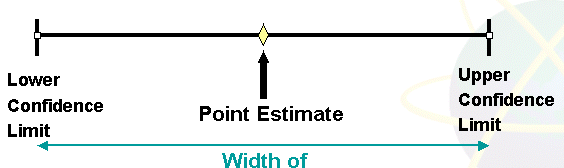 Lower
Confidence
Limit
Point Estimate
Upper
Confidence
Limit
Width of